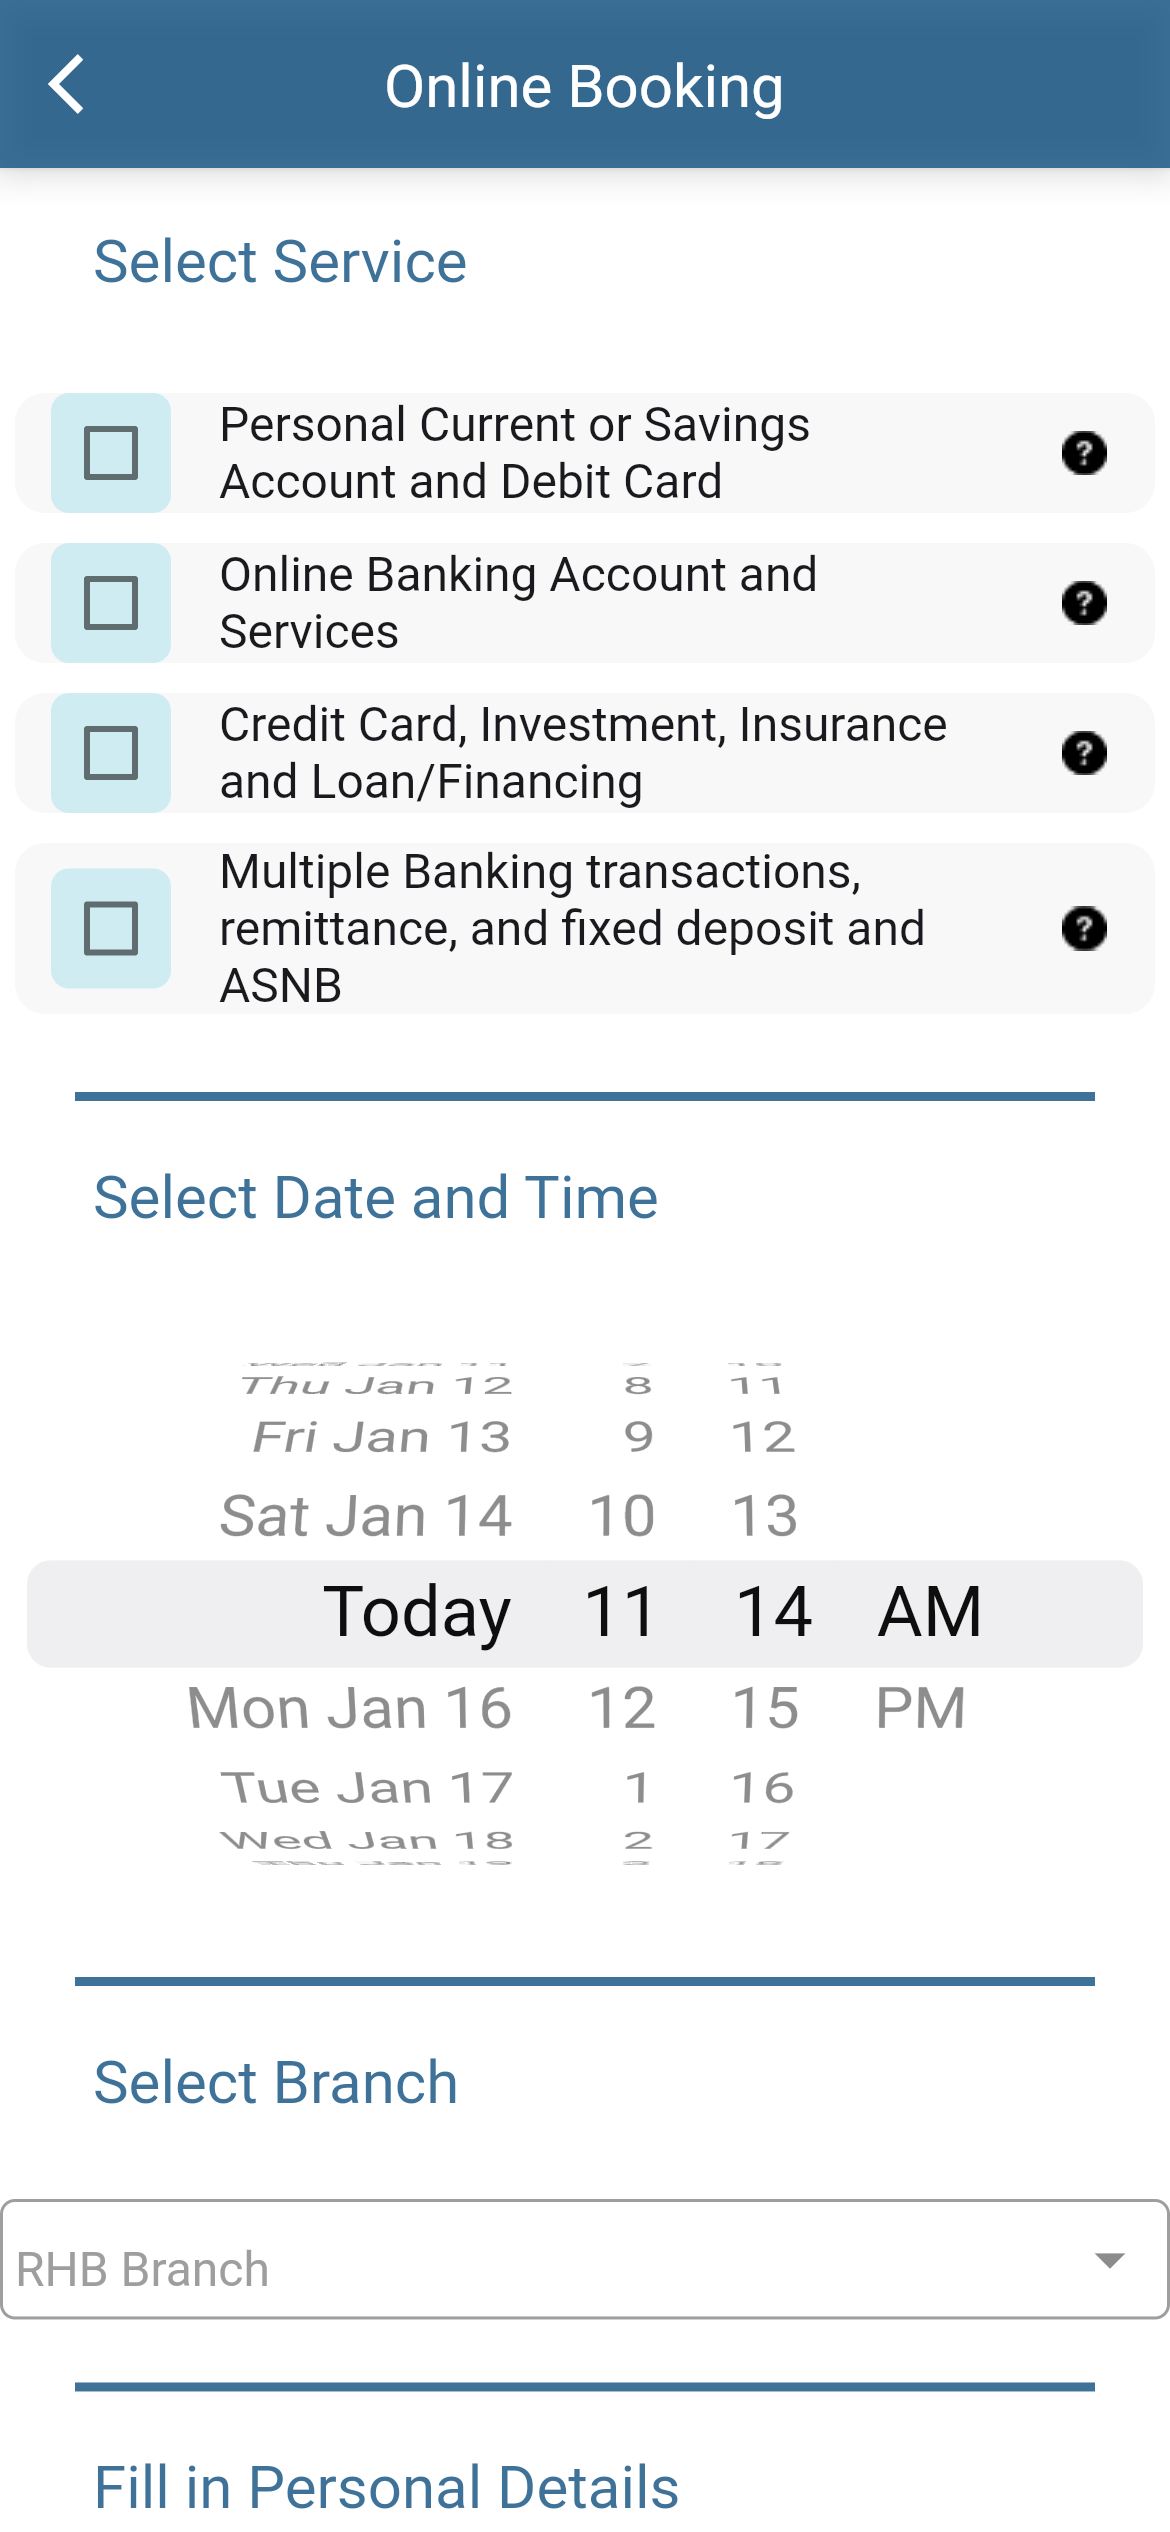 Online Booking
Select Service
Personal Current or Savings
Account and Debit Card
?
Online Banking Account and
Services
?
Credit Card, Investment, Insurance
and Loan/Financing
?
Multiple Banking transactions,
remittance, and fixed deposit and
ASNB
?
Select Date and Time
Thu Jan 12 8 11
Fri Jan 13 9 12
Sat Jan 14 10 13
Today 11 14 AM
Mon Jan 16 12 15 PM
Tue Jan 17 1 16
Wed Jan 18 2 17
Select Branch
RHB Branch
Fill in Personal Details